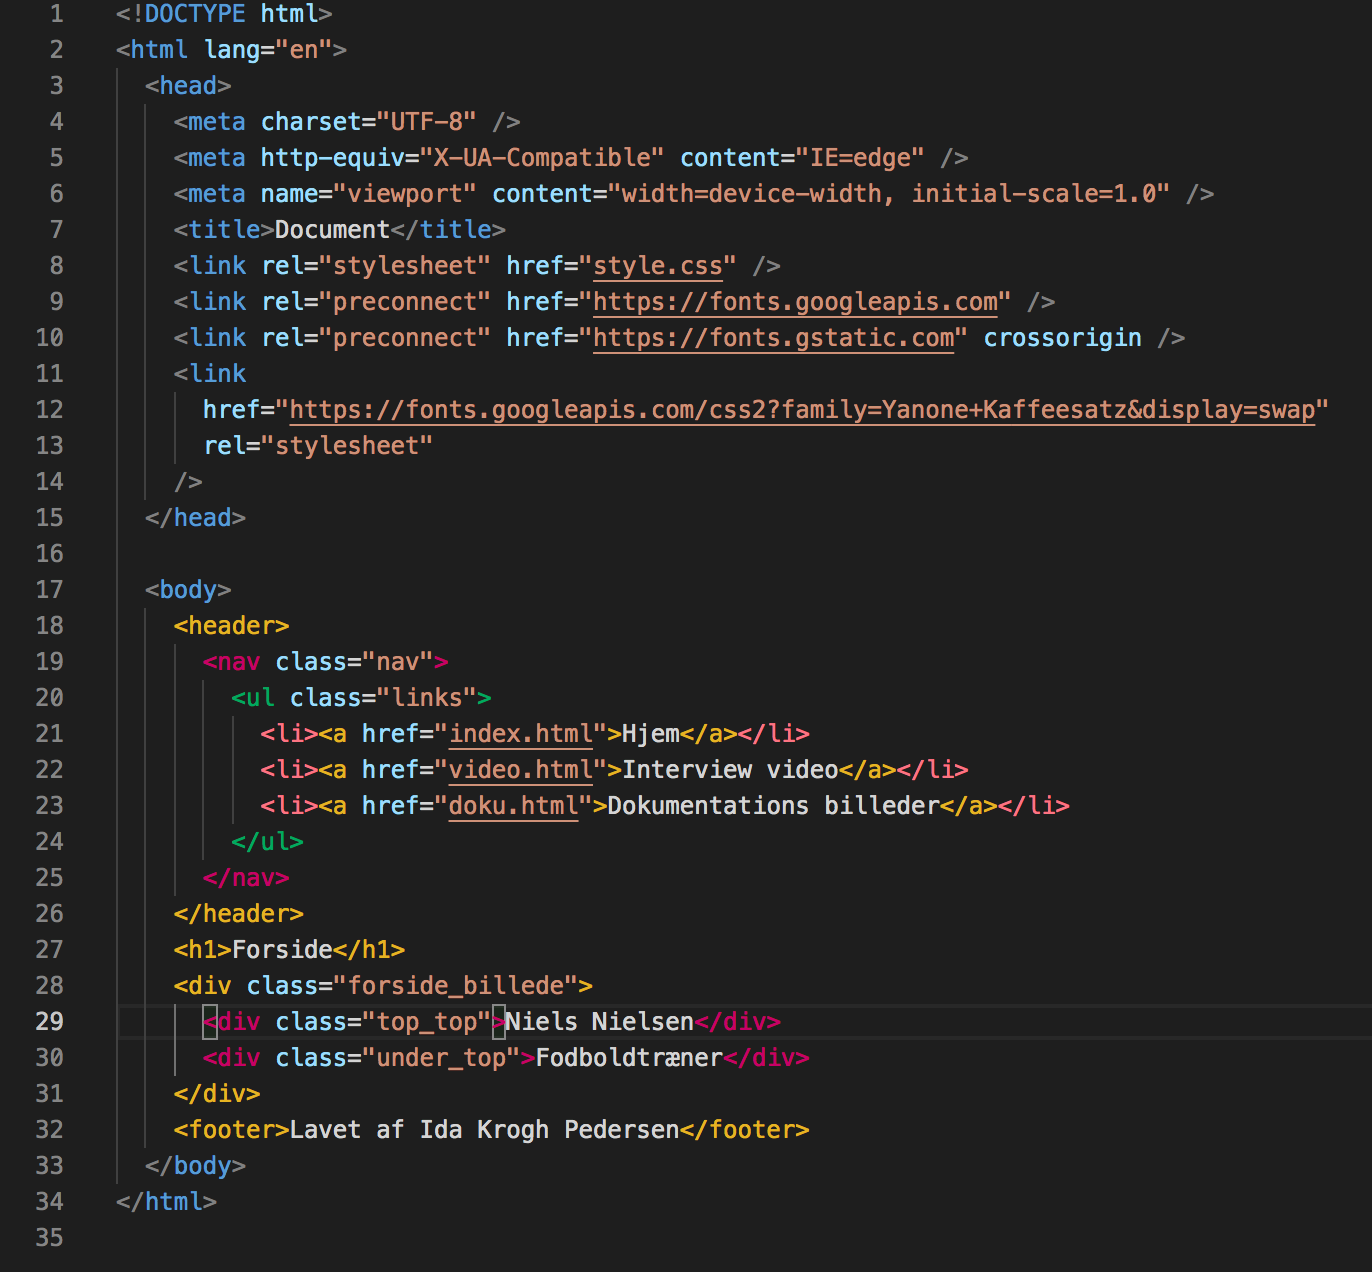 1 <!DOCTYPE html>
2 <html lang="en">
3 <head>
4 <meta charset="UTF-8" />
5 <meta http-equiv="X-UA-Compatible" content="IE=edge" />
6 <meta name="viewport" content="width=device-width, initial-scale=1.0" />
7 <title>Document</title>
8 <link rel="stylesheet" href="style.css" />
9 <link rel="preconnect" href="https://fonts.googleapis.com" />
10 <link rel="preconnect" href="https://fonts.gstatic.com" crossorigin />
11 <link
12 href="https://fonts.googleapis.com/css2?family=Yanone+Kaffeesatz&display=swap"
13 rel="stylesheet"
14 />
15 </head>
16
17 <body>
18 <header>
19 <nav class="nav">
20 <ul class="links">
21 <li><a href="index.html">Hjem</a></li>
22 <li><a href="video.html">Interview video</a></li>
23 <li><a href="doku.html">Dokumentations billeder</a></li>
24 </ul>
25 </nav>
26 </header>
27 <h1>Forside</h1>
28 <div class="forside_billede">
29 <div class="top_top">Niels Nielsen</div>
30 <div class="under_top">Fodboldtræner</div>
31 </div>
32 <footer>Lavet af Ida Krogh Pedersen</footer>
33 </body>
34 </html>
35